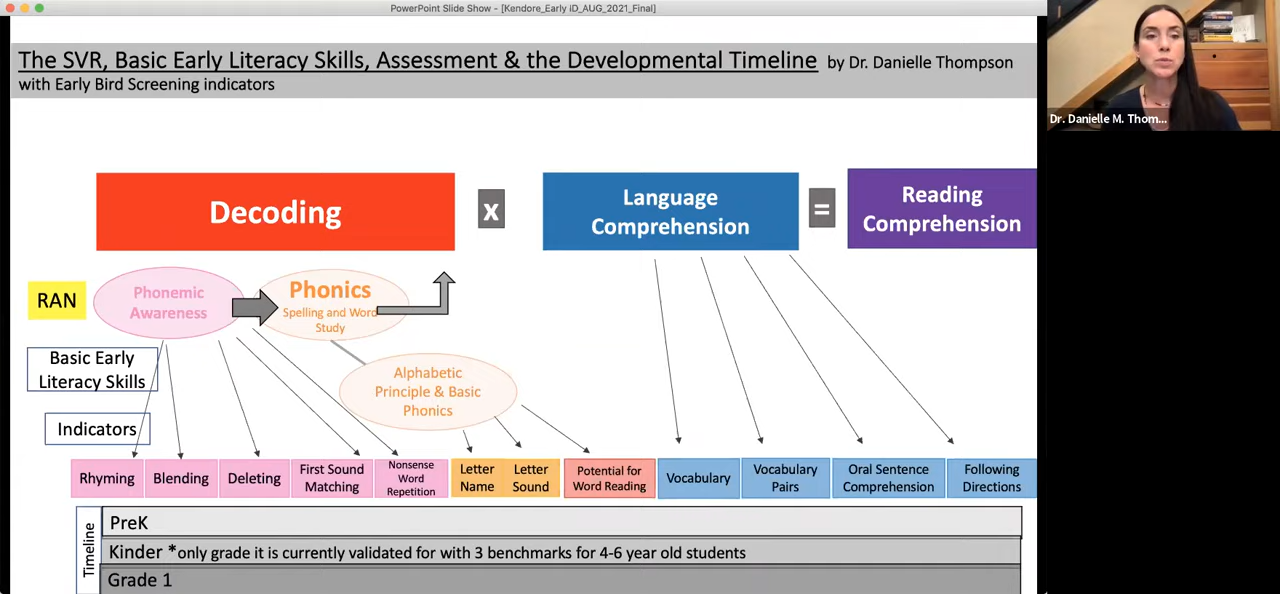 PowerPoint Slide Show - [Kendore_Early iD_AUG_2021_Final]
The SVR, Basic Early Literacy Skills, Assessment & the Developmental Timeline by Dr. Danielle Thompson
with Early Bird Screening indicators
Decoding
x
Language
Comprehension
=
Reading
Comprehension
RAN
Phonemic
Awareness
Phonics
Spelling and Word
Study
Basic Early
Literacy Skills
Alphabetic
Principle & Basic
Phonics
Indicators
Rhyming
Blending
Deleting
First Sound
Matching
Nonsense
Word
Repetition
Letter
Name
Letter
Sound
Potential for
Word Reading
Vocabulary
Vocabulary
Pairs
Oral Sentence
Comprehension
Following
Directions
Timeline
PreK
Kinder *only grade it is currently validated for with 3 benchmarks for 4-6 year old students
Grade 1
Dr. Danielle M. Thom...